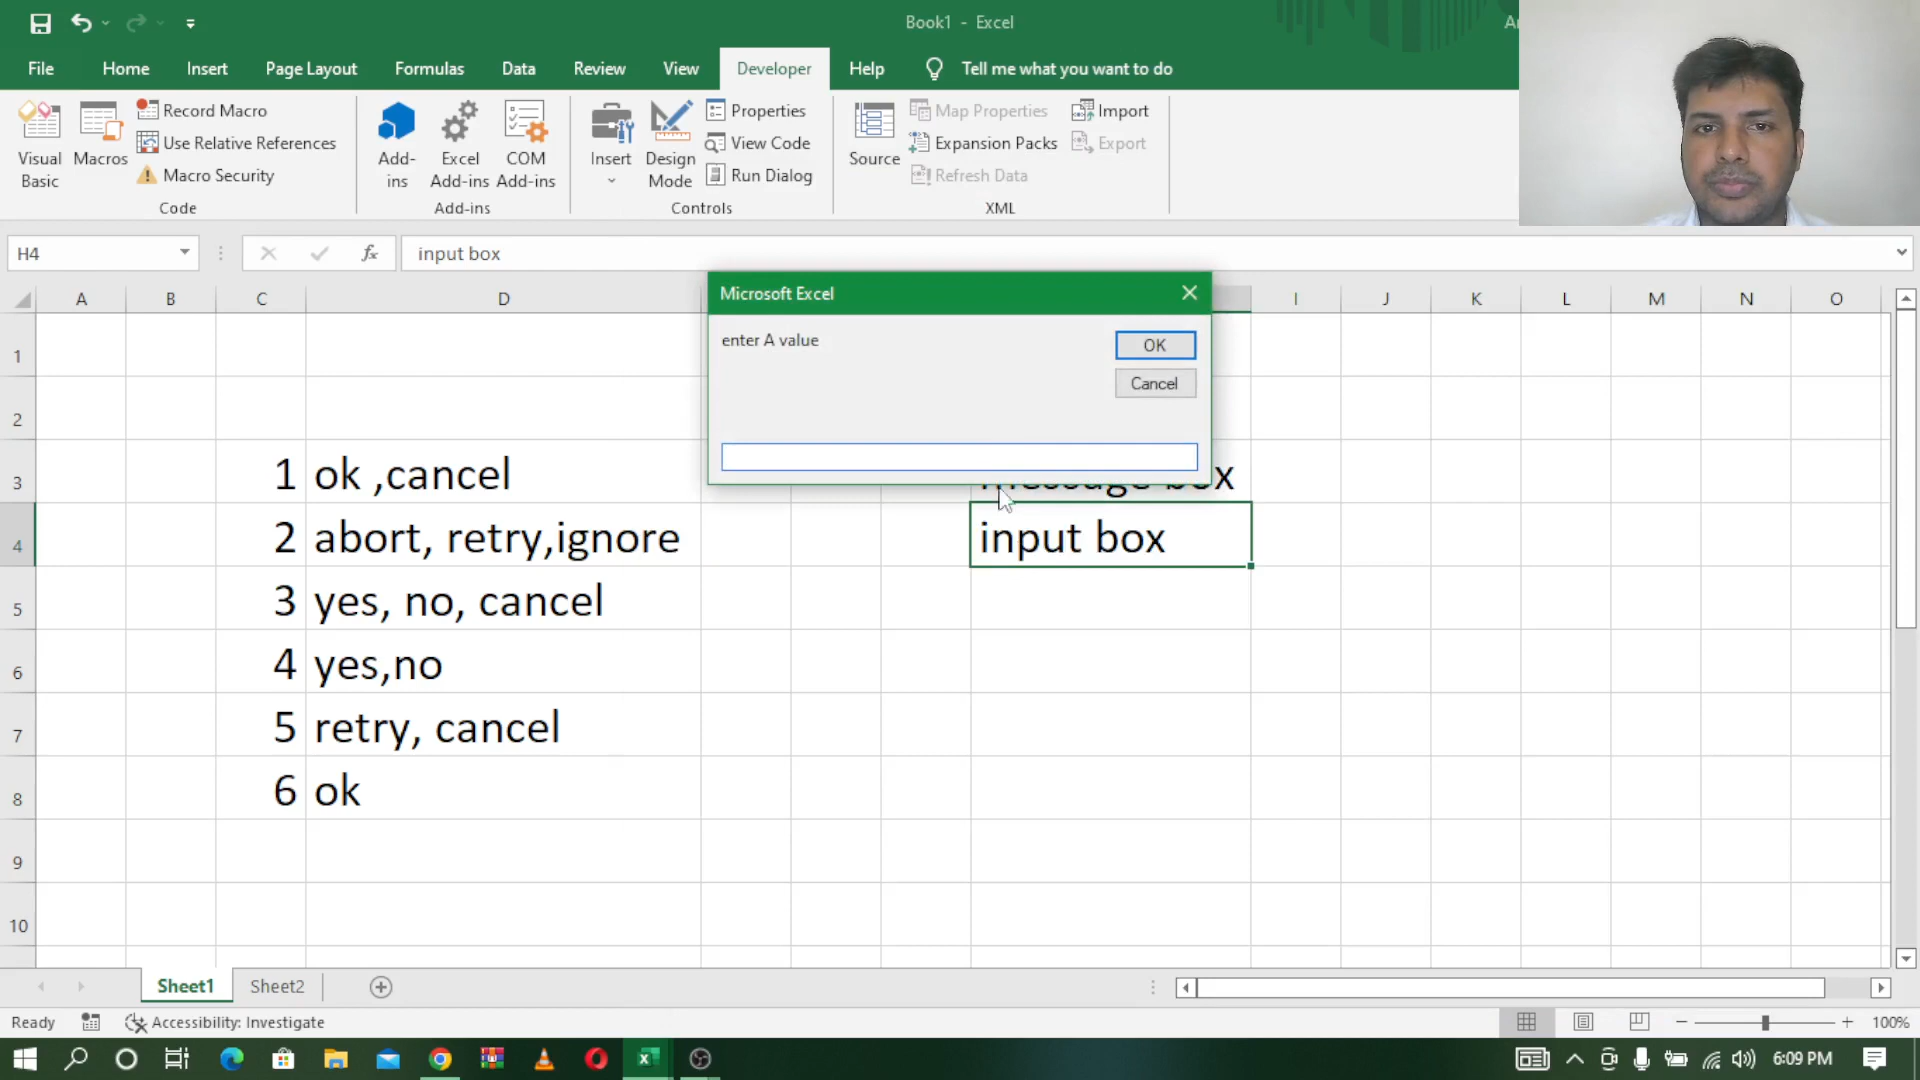 Book1 - Excel
File Home Insert Page Layout Formulas Data Review View Developer Help Tell me what you want to do
Visual Basic
Macros
Record Macro
Use Relative References
Macro Security
Code
Add-ins
Excel Add-ins
COM Add-ins
Add-ins
Insert
Design Mode
Properties
View Code
Run Dialog
Controls
Source
Map Properties
Expansion Packs
Refresh Data
Import
Export
XML
H4
fx
input box
A B C D I J K L M N O
Microsoft Excel
enter A value
OK
Cancel
1
2
3 1 ok ,cancel message box
4 2 abort, retry,ignore input box
5 3 yes, no, cancel
6 4 yes,no
7 5 retry, cancel
8 6 ok
9
10
Sheet1 Sheet2
Ready Accessibility: Investigate 100%
6:09 PM